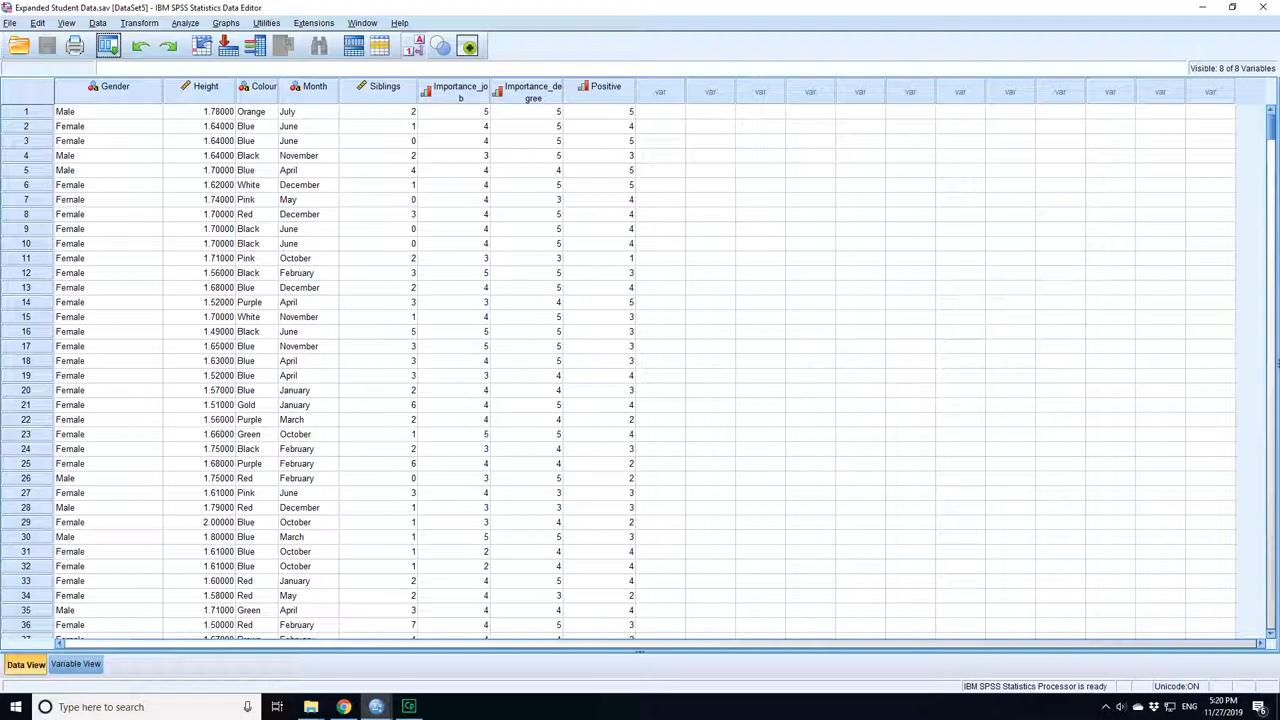 Expanded Student Data.sav [DataSet5] - IBM SPSS Statistics Data Editor
File Edit View Data Transform Analyze Graphs Utilities Extensions Window Help
Visible: 8 of 8 Variables
Gender Height Colour Month Siblings Importance_job Importance_degree Positive var var var var var var var var var var var var
1 Male 1.78000 Orange July 2 5 5 5
2 Female 1.64000 Blue June 1 4 5 4
3 Female 1.64000 Blue June 0 4 5 5
4 Male 1.64000 Black November 2 3 5 3
5 Male 1.70000 Blue April 4 4 4 5
6 Female 1.62000 White December 1 4 5 5
7 Female 1.74000 Pink May 0 4 3 4
8 Female 1.70000 Red December 3 4 5 4
9 Female 1.70000 Black June 0 4 5 4
10 Female 1.70000 Black June 0 4 5 4
11 Female 1.71000 Pink October 2 3 3 1
12 Female 1.56000 Black February 3 5 5 3
13 Female 1.68000 Blue December 2 4 5 4
14 Female 1.52000 Purple April 3 3 4 5
15 Female 1.70000 White November 1 4 5 3
16 Female 1.49000 Black June 5 5 5 3
17 Female 1.65000 Blue November 3 5 5 3
18 Female 1.63000 Blue April 3 4 5 3
19 Female 1.52000 Blue April 3 3 4 4
20 Female 1.57000 Blue January 2 4 4 3
21 Female 1.51000 Gold January 6 4 5 4
22 Female 1.56000 Purple March 2 4 4 2
23 Female 1.66000 Green October 1 5 5 4
24 Female 1.75000 Black February 2 3 4 3
25 Female 1.68000 Purple February 6 4 4 2
26 Male 1.75000 Red February 0 3 5 2
27 Female 1.61000 Pink June 3 4 3 3
28 Male 1.79000 Red December 1 3 3 3
29 Female 2.00000 Blue October 1 3 4 2
30 Male 1.80000 Blue March 1 5 5 3
31 Female 1.61000 Blue October 1 2 4 4
32 Female 1.61000 Blue October 1 2 4 4
33 Female 1.60000 Red January 2 4 5 4
34 Female 1.58000 Red May 2 4 3 2
35 Male 1.71000 Green April 3 4 4 4
36 Female 1.50000 Red February 7 4 5 3
Data View Variable View
IBM SPSS Statistics Processor is ready Unicode:ON
Type here to search
ENG
5:20 PM
11/27/2019